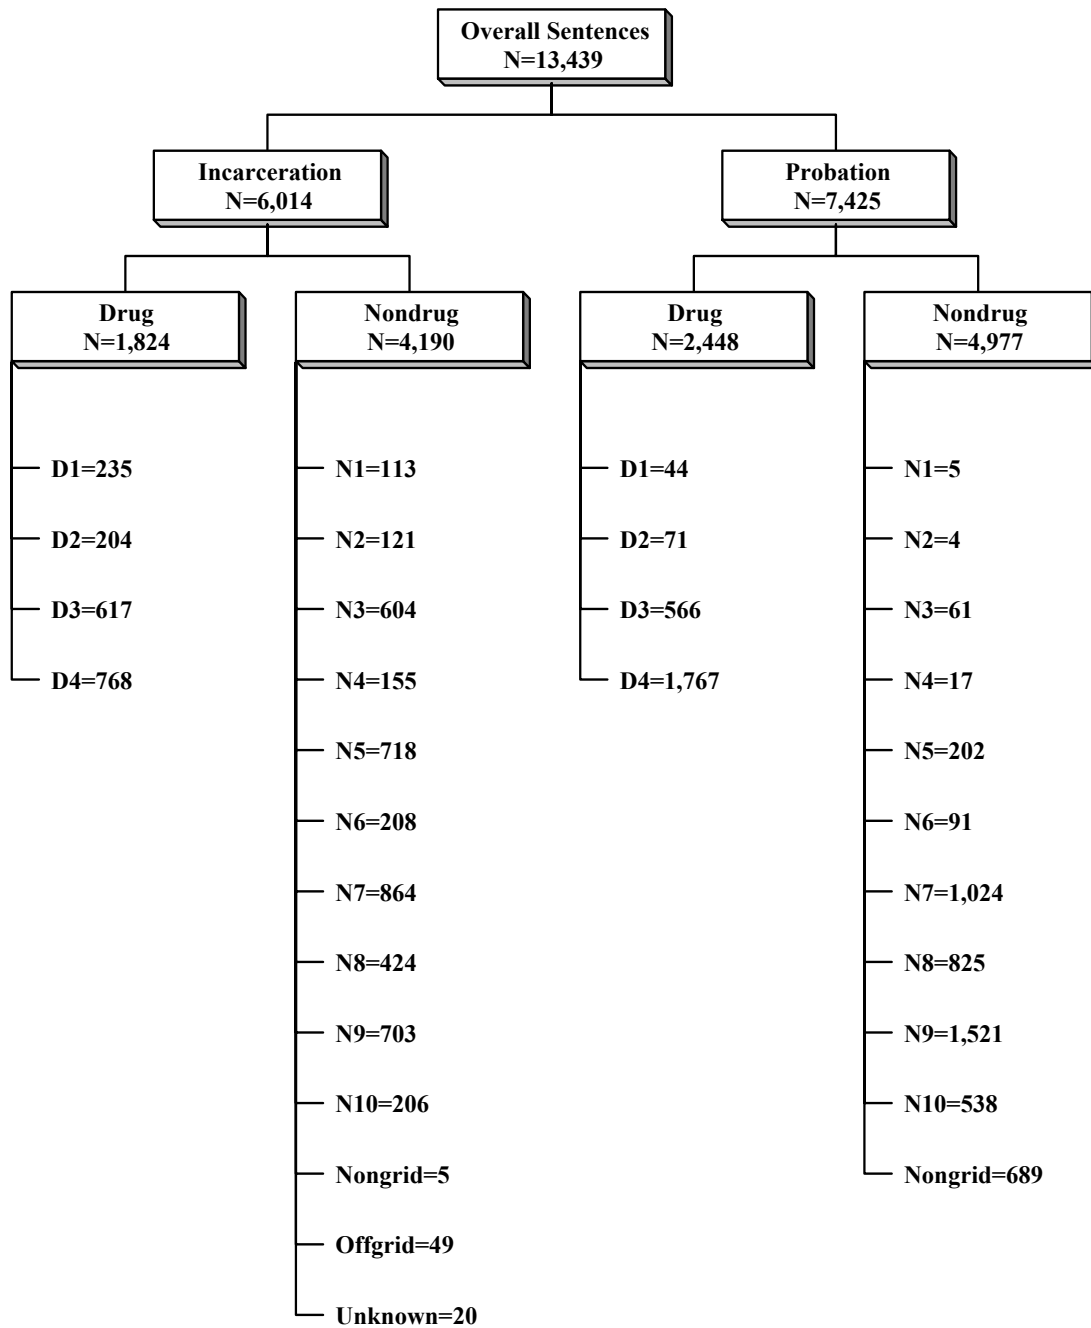 Overall Sentences
N=13,439
Incarceration
N=6,014
Probation
N=7,425
Drug
N=1,824
Nondrug
N=4,190
Drug
N=2,448
Nondrug
N=4,977
D1=235
D2=204
D3=617
D4=768
N1=113
N2=121
N3=604
N4=155
N5=718
N6=208
N7=864
N8=424
N9=703
N10=206
Nongrid=5
Offgrid=49
Unknown=20
D1=44
D2=71
D3=566
D4=1,767
N1=5
N2=4
N3=61
N4=17
N5=202
N6=91
N7=1,024
N8=825
N9=1,521
N10=538
Nongrid=689